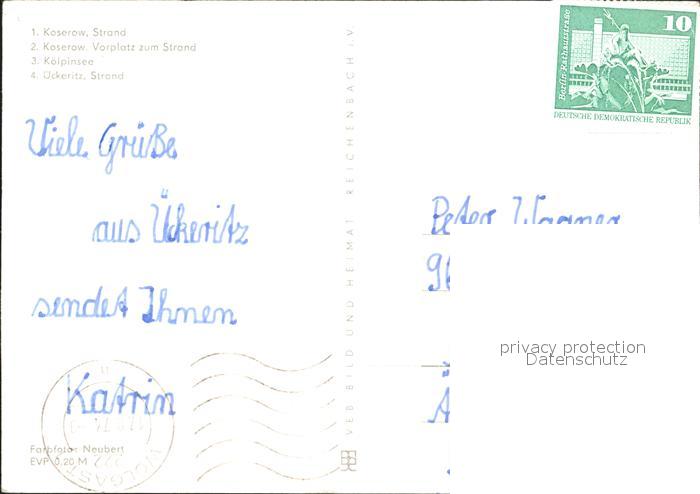 1. Koserow, Strand
2. Koserow. Vorplatz zum Strand
3. Kölpinsee
4. Ückeritz, Strand
Viele Grüße
aus Ückeritz
sendet Ihnen
Katrin
Farbfoto: Neubert
EVP 0.20 M
WOLGAST
VEB BILD UND HEIMAT REICHENBACH i. V.
10
Berlin-Rathausstraße
DEUTSCHE DEMOKRATISCHE REPUBLIK
Peter Wagner
privacy protection
Datenschutz